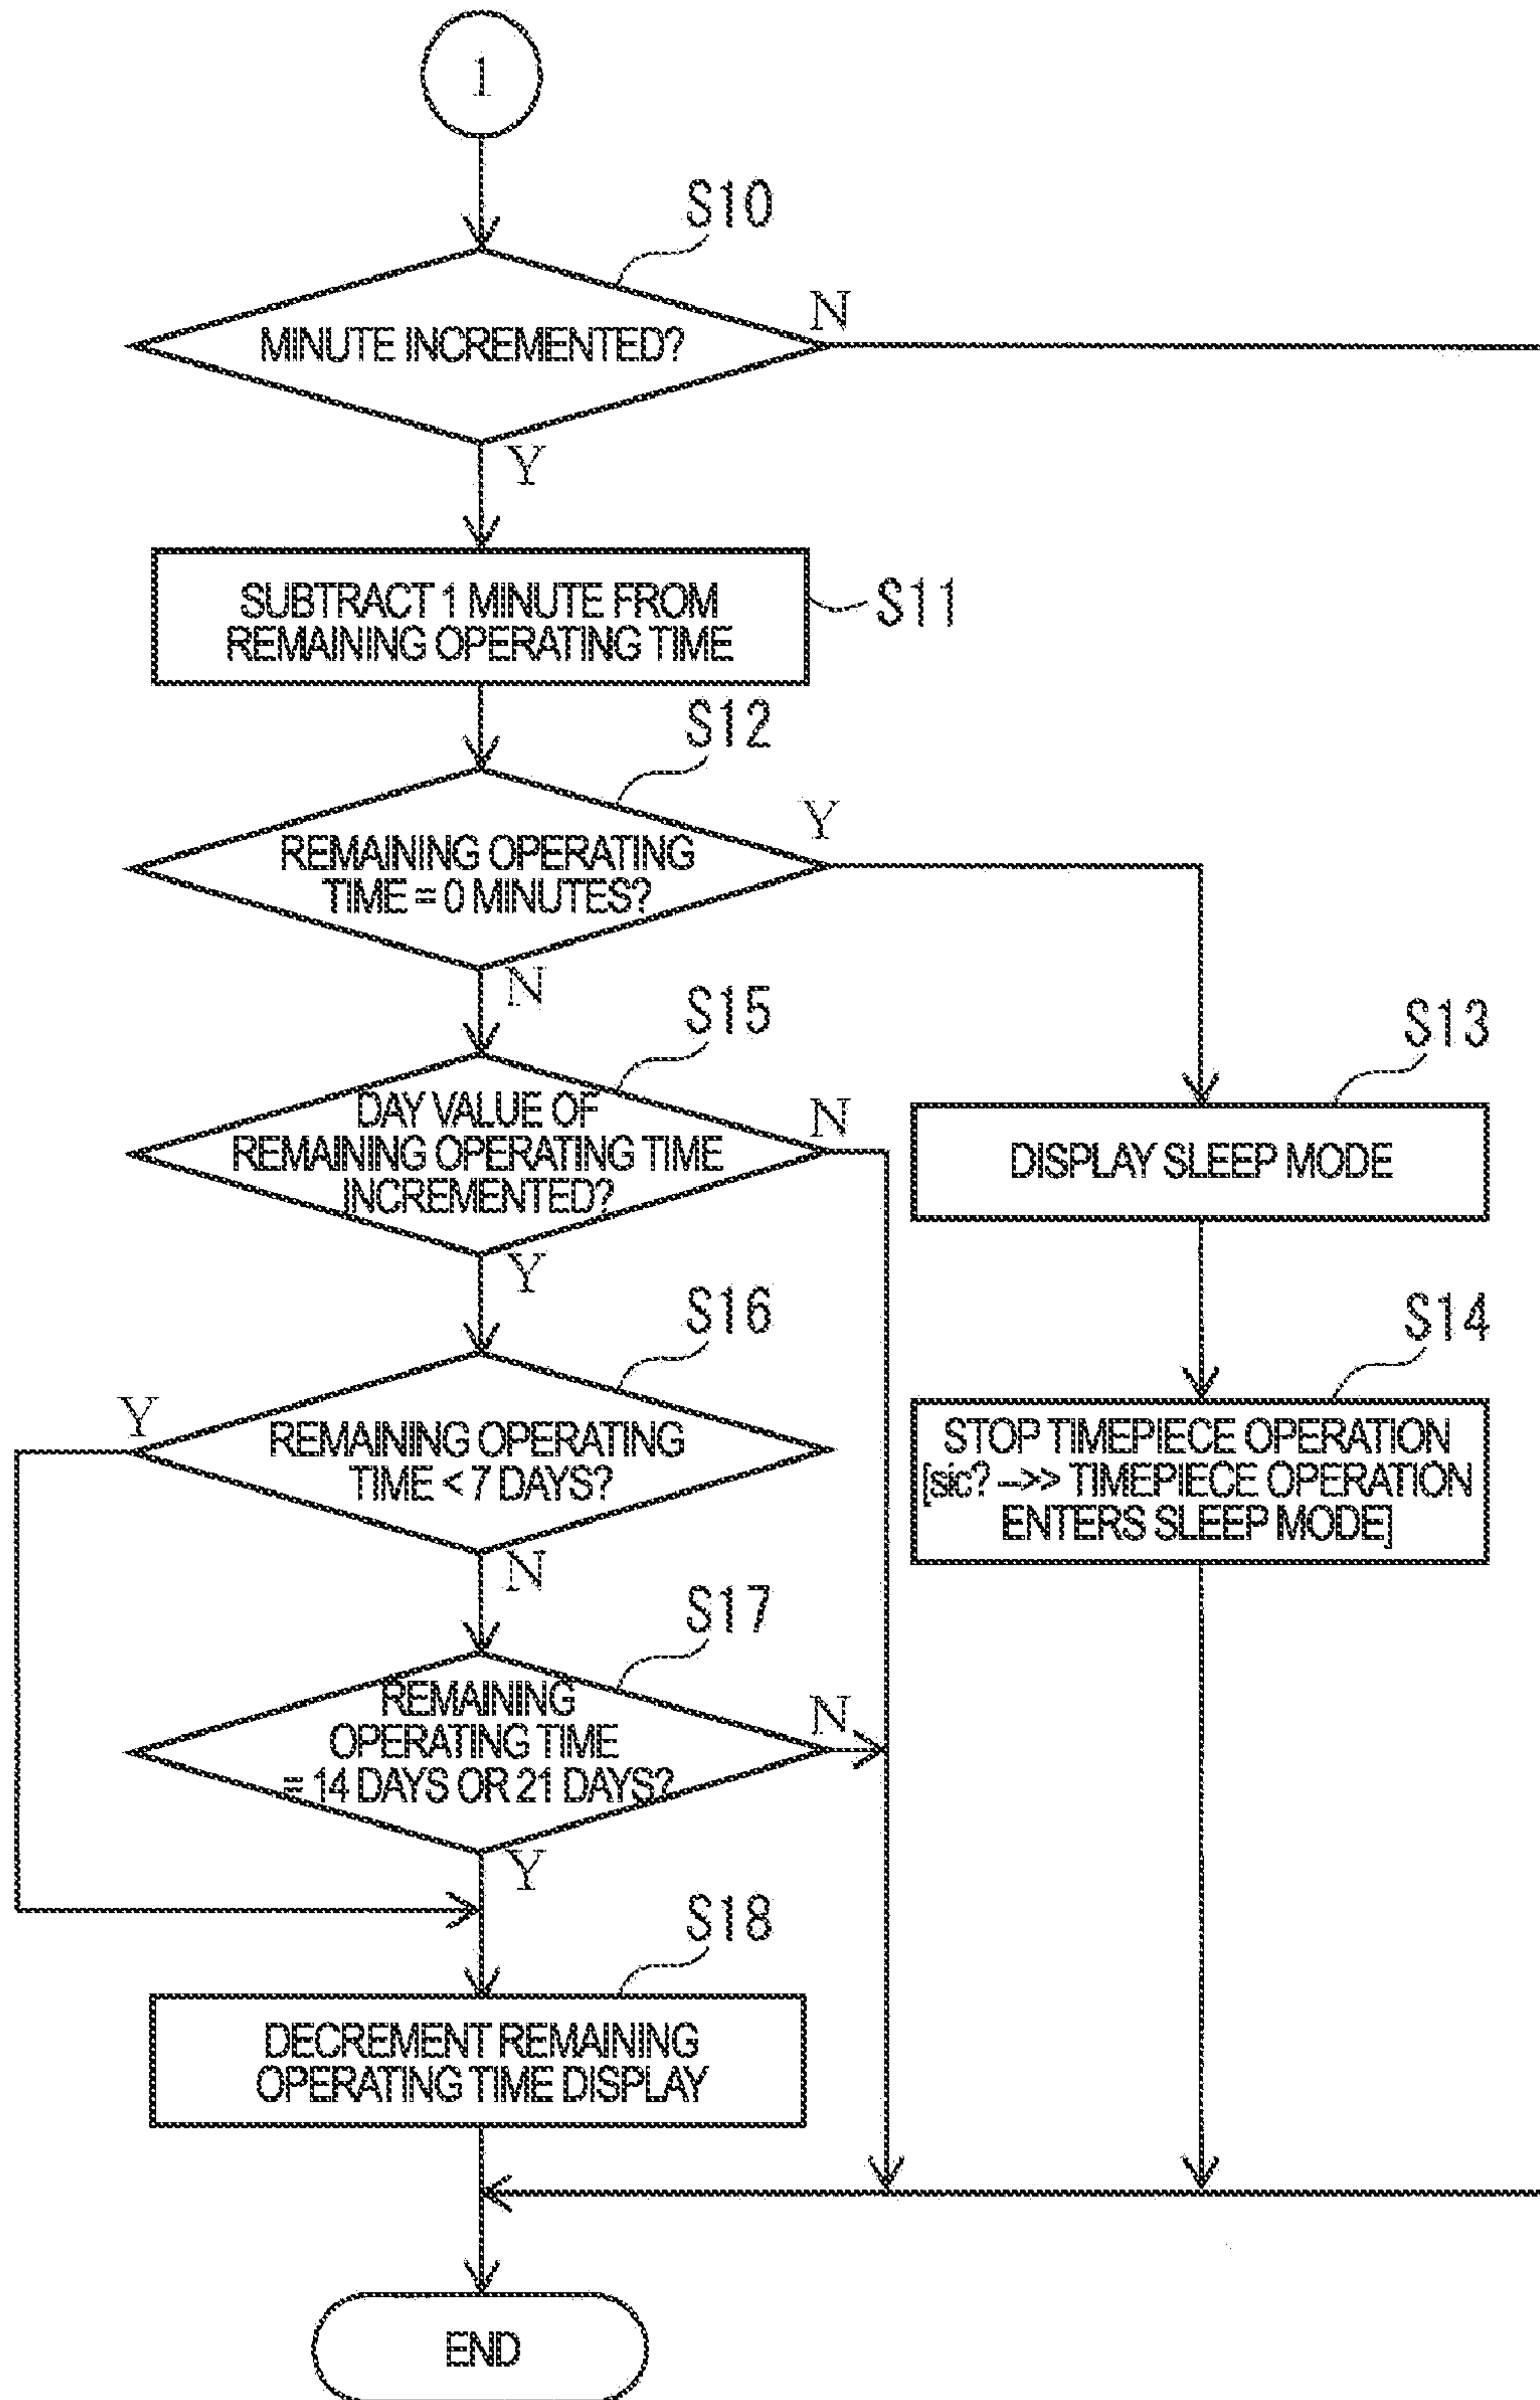 1
S10
MINUTE INCREMENTED?
N
Y
SUBTRACT 1 MINUTE FROM
REMAINING OPERATING TIME
S11
S12
REMAINING OPERATING
TIME = 0 MINUTES?
Y
N
S15
DAY VALUE OF
REMAINING OPERATING TIME
INCREMENTED?
N
Y
S13
DISPLAY SLEEP MODE
S14
STOP TIMEPIECE OPERATION
[sic? –>> TIMEPIECE OPERATION
ENTERS SLEEP MODE]
S16
REMAINING OPERATING
TIME < 7 DAYS?
Y
N
S17
REMAINING
OPERATING TIME
= 14 DAYS OR 21 DAYS?
N
Y
S18
DECREMENT REMAINING
OPERATING TIME DISPLAY
END